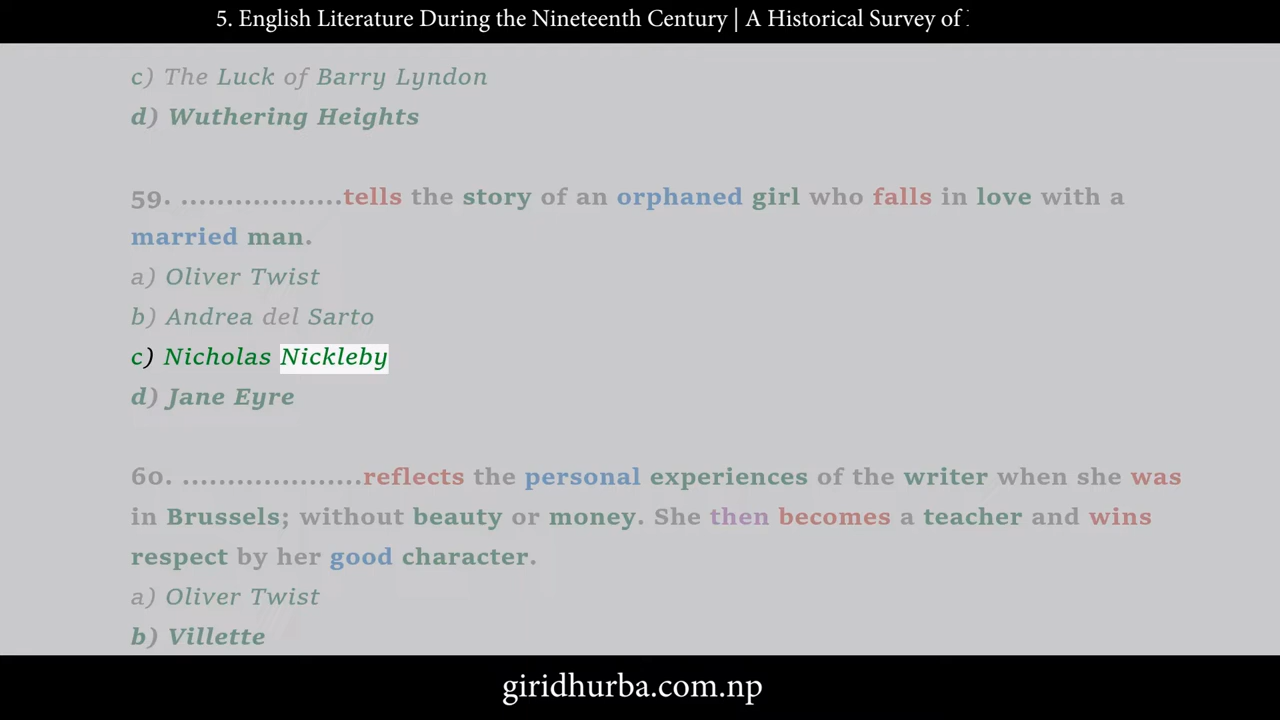 5. English Literature During the Nineteenth Century | A Historical Survey of
c) The Luck of Barry Lyndon
d) Wuthering Heights
59. ..................tells the story of an orphaned girl who falls in love with a
married man.
a) Oliver Twist
b) Andrea del Sarto
c) Nicholas Nickleby
d) Jane Eyre
60. ....................reflects the personal experiences of the writer when she was
in Brussels; without beauty or money. She then becomes a teacher and wins
respect by her good character.
a) Oliver Twist
b) Villette
giridhurba.com.np